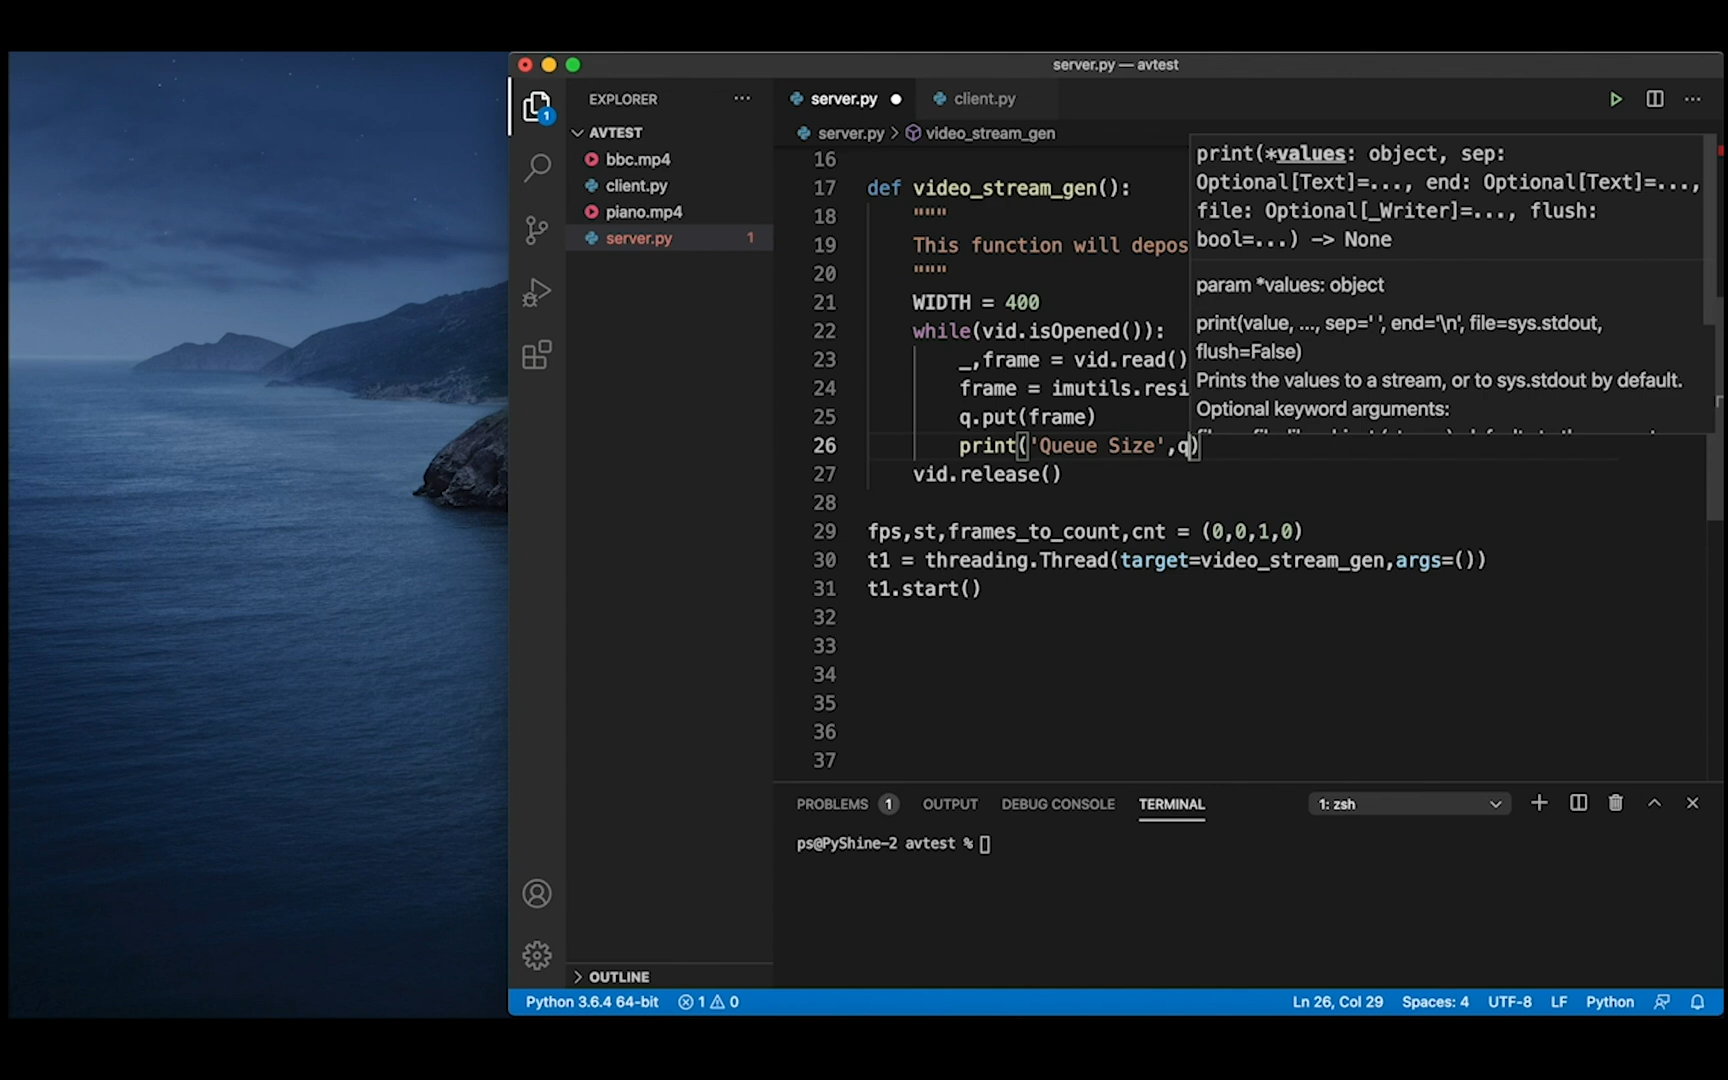 server.py — avtest
EXPLORER
server.py
client.py
1
AVTEST
server.py
video_stream_gen
bbc.mp4
client.py
piano.mp4
server.py 1
print(*values: object, sep:
Optional[Text]=..., end: Optional[Text]=...,
file: Optional[_Writer]=..., flush:
bool=...) -> None
param *values: object
print(value, ..., sep=' ', end='\n', file=sys.stdout,
flush=False)
Prints the values to a stream, or to sys.stdout by default.
Optional keyword arguments:
16
17 def video_stream_gen():
18 """
19 This function will depos
20 """
21 WIDTH = 400
22 while(vid.isOpened()):
23 _,frame = vid.read()
24 frame = imutils.resi
25 q.put(frame)
26 print('Queue Size',q)
27 vid.release()
28
29 fps,st,frames_to_count,cnt = (0,0,1,0)
30 t1 = threading.Thread(target=video_stream_gen,args=())
31 t1.start()
32
33
34
35
36
37
PROBLEMS 1 OUTPUT DEBUG CONSOLE TERMINAL 1: zsh
ps@PyShine-2 avtest %
OUTLINE
Python 3.6.4 64-bit 1 0 Ln 26, Col 29 Spaces: 4 UTF-8 LF Python